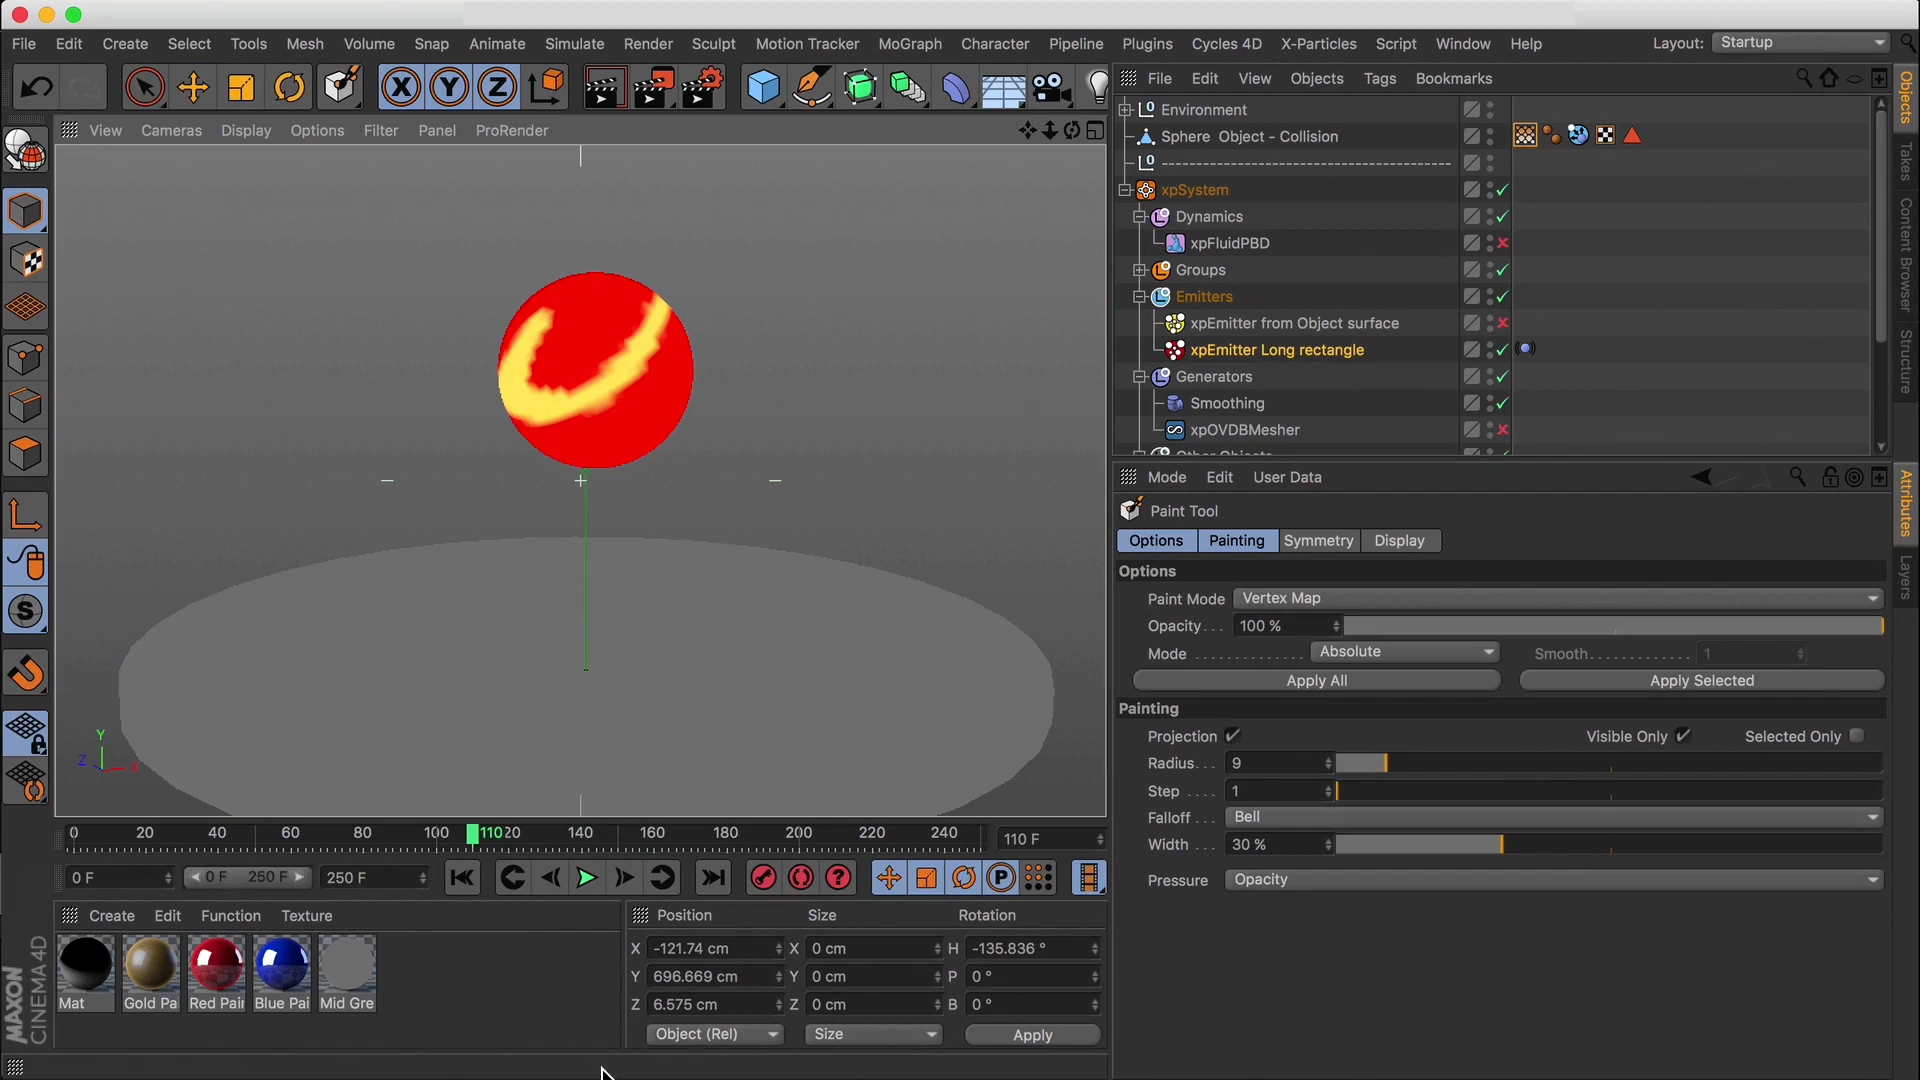 File Edit Create Select Tools Mesh Volume Snap Animate Simulate Render Sculpt Motion Tracker MoGraph Character Pipeline Plugins Cycles 4D X-Particles Script Window Help Layout: Startup
X Y Z
File Edit View Objects Tags Bookmarks
View Cameras Display Options Filter Panel ProRender
Environment
Sphere Object - Collision
--------------------------------------
xpSystem
Dynamics
xpFluidPBD
Groups
Emitters
xpEmitter from Object surface
xpEmitter Long rectangle
Generators
Smoothing
xpOVDBMesher
Objects
Takes
Content Browser
Structure
Mode Edit User Data
Paint Tool
Options Painting Symmetry Display
Options
Paint Mode Vertex Map
Opacity... 100 %
Mode .............. Absolute Smooth.............. 1
Apply All Apply Selected
Painting
Projection Visible Only Selected Only
Radius... 9
Step .... 1
Falloff .. Bell
Width ... 30 %
Pressure Opacity
Attributes
Layers
S
Y
Z X
0 20 40 60 80 100 110 20 140 160 180 200 220 240 110 F
0 F 0 F 250 F 250 F
? P
Create Edit Function Texture
Mat Gold Pa Red Pair Blue Pai Mid Gre
Position Size Rotation
X -121.74 cm X 0 cm H -135.836 °
Y 696.669 cm Y 0 cm P 0 °
Z 6.575 cm Z 0 cm B 0 °
Object (Rel) Size Apply
MAXON
CINEMA 4D